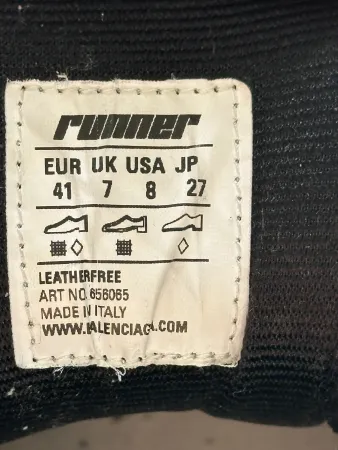 runner
EUR UK USA JP
41 7 8 27
LEATHERFREE
ART NO 656065
MADE IN ITALY
WWW.BALENCIAGA.COM